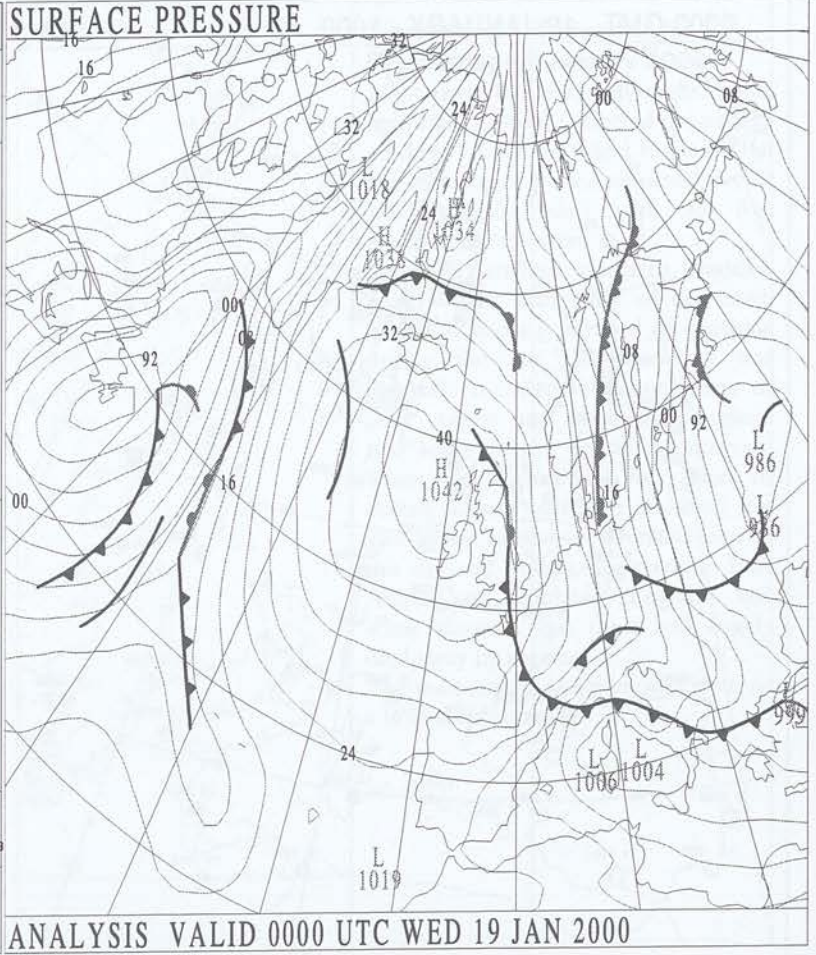 SURFACE PRESSURE
16
32
16
00
08
24
32
L
1018
24
H
1034
H
1038
00
08
32
92
08
00
92
40
L
986
H
1042
16
00
16
L
986
L
999
24
L
1006
L
1004
L
1019
ANALYSIS VALID 0000 UTC WED 19 JAN 2000